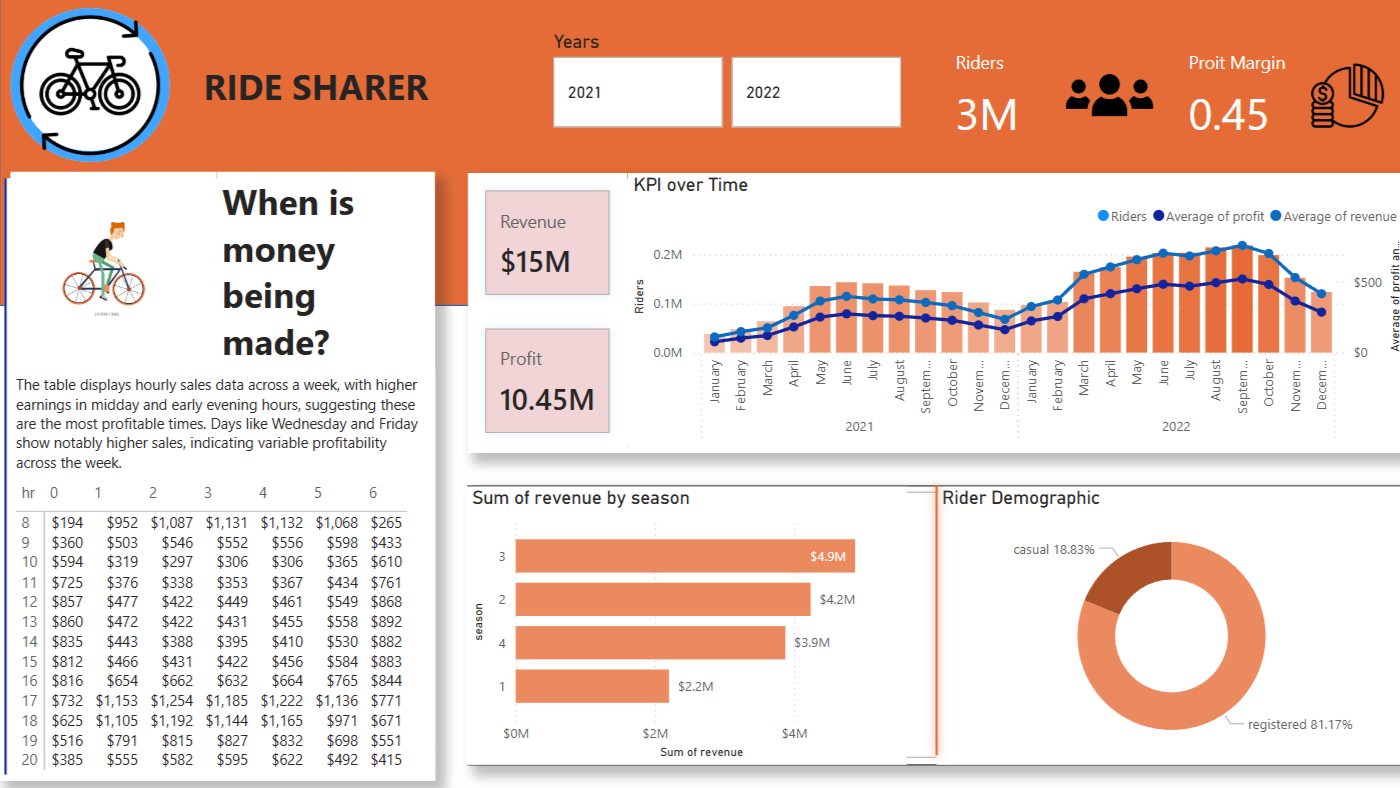 RIDE SHARER
Years
2021
2022
Riders
3M
Proit Margin
0.45
When is
money
being
made?
The table displays hourly sales data across a week, with higher
earnings in midday and early evening hours, suggesting these
are the most profitable times. Days like Wednesday and Friday
show notably higher sales, indicating variable profitability
across the week.
hr 0 1 2 3 4 5 6
8 $194 $952 $1,087 $1,131 $1,132 $1,068 $265
9 $360 $503 $546 $552 $556 $598 $433
10 $594 $319 $297 $306 $306 $365 $610
11 $725 $376 $338 $353 $367 $434 $761
12 $857 $477 $422 $449 $461 $549 $868
13 $860 $472 $422 $431 $455 $558 $892
14 $835 $443 $388 $395 $410 $530 $882
15 $812 $466 $431 $422 $456 $584 $883
16 $816 $654 $662 $632 $664 $765 $844
17 $732 $1,153 $1,254 $1,185 $1,222 $1,136 $771
18 $625 $1,105 $1,192 $1,144 $1,165 $971 $671
19 $516 $791 $815 $827 $832 $698 $551
20 $385 $555 $582 $595 $622 $492 $415
Revenue
$15M
Profit
10.45M
KPI over Time
Riders Average of profit Average of revenue
Riders
0.2M
0.1M
0.0M
$500
$0
Average of profit an...
January February March April May June July August Septem... October Novem... Decem... January February March April May June July August Septem... October Novem... Decem...
2021 2022
Sum of revenue by season
season
3 $4.9M
2 $4.2M
4 $3.9M
1 $2.2M
$0M $2M $4M
Sum of revenue
Rider Demographic
casual 18.83%
registered 81.17%